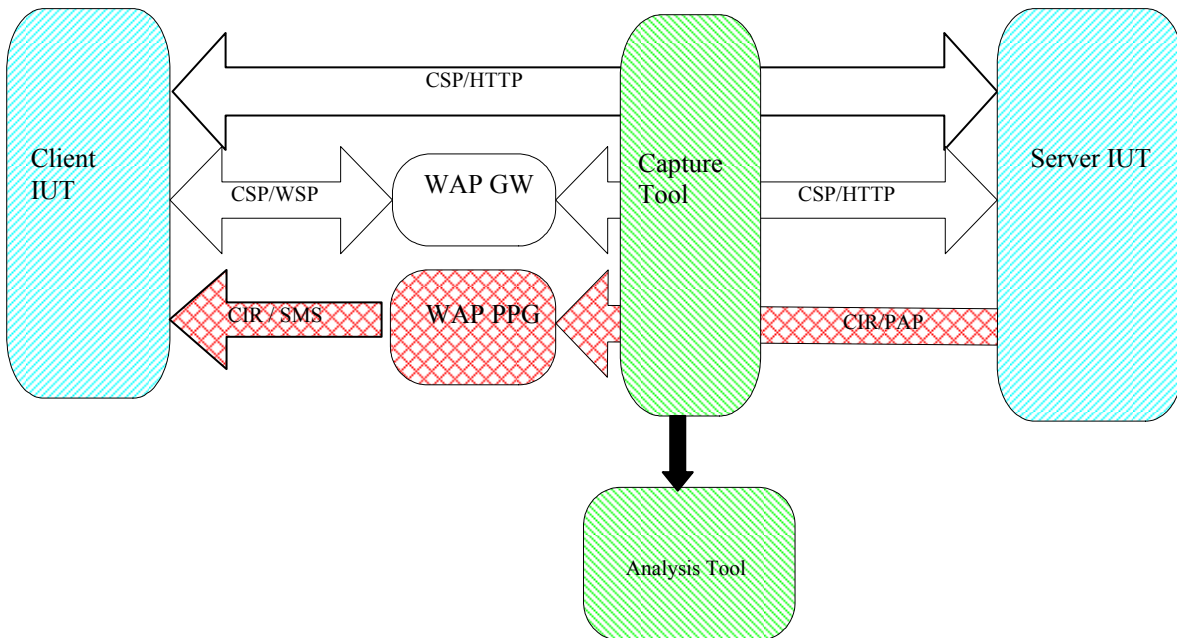 CSP/HTTP
Client
IUT
Capture
Tool
Server IUT
CSP/WSP
WAP GW
CSP/HTTP
CIR / SMS
WAP PPG
CIR/PAP
Analysis Tool